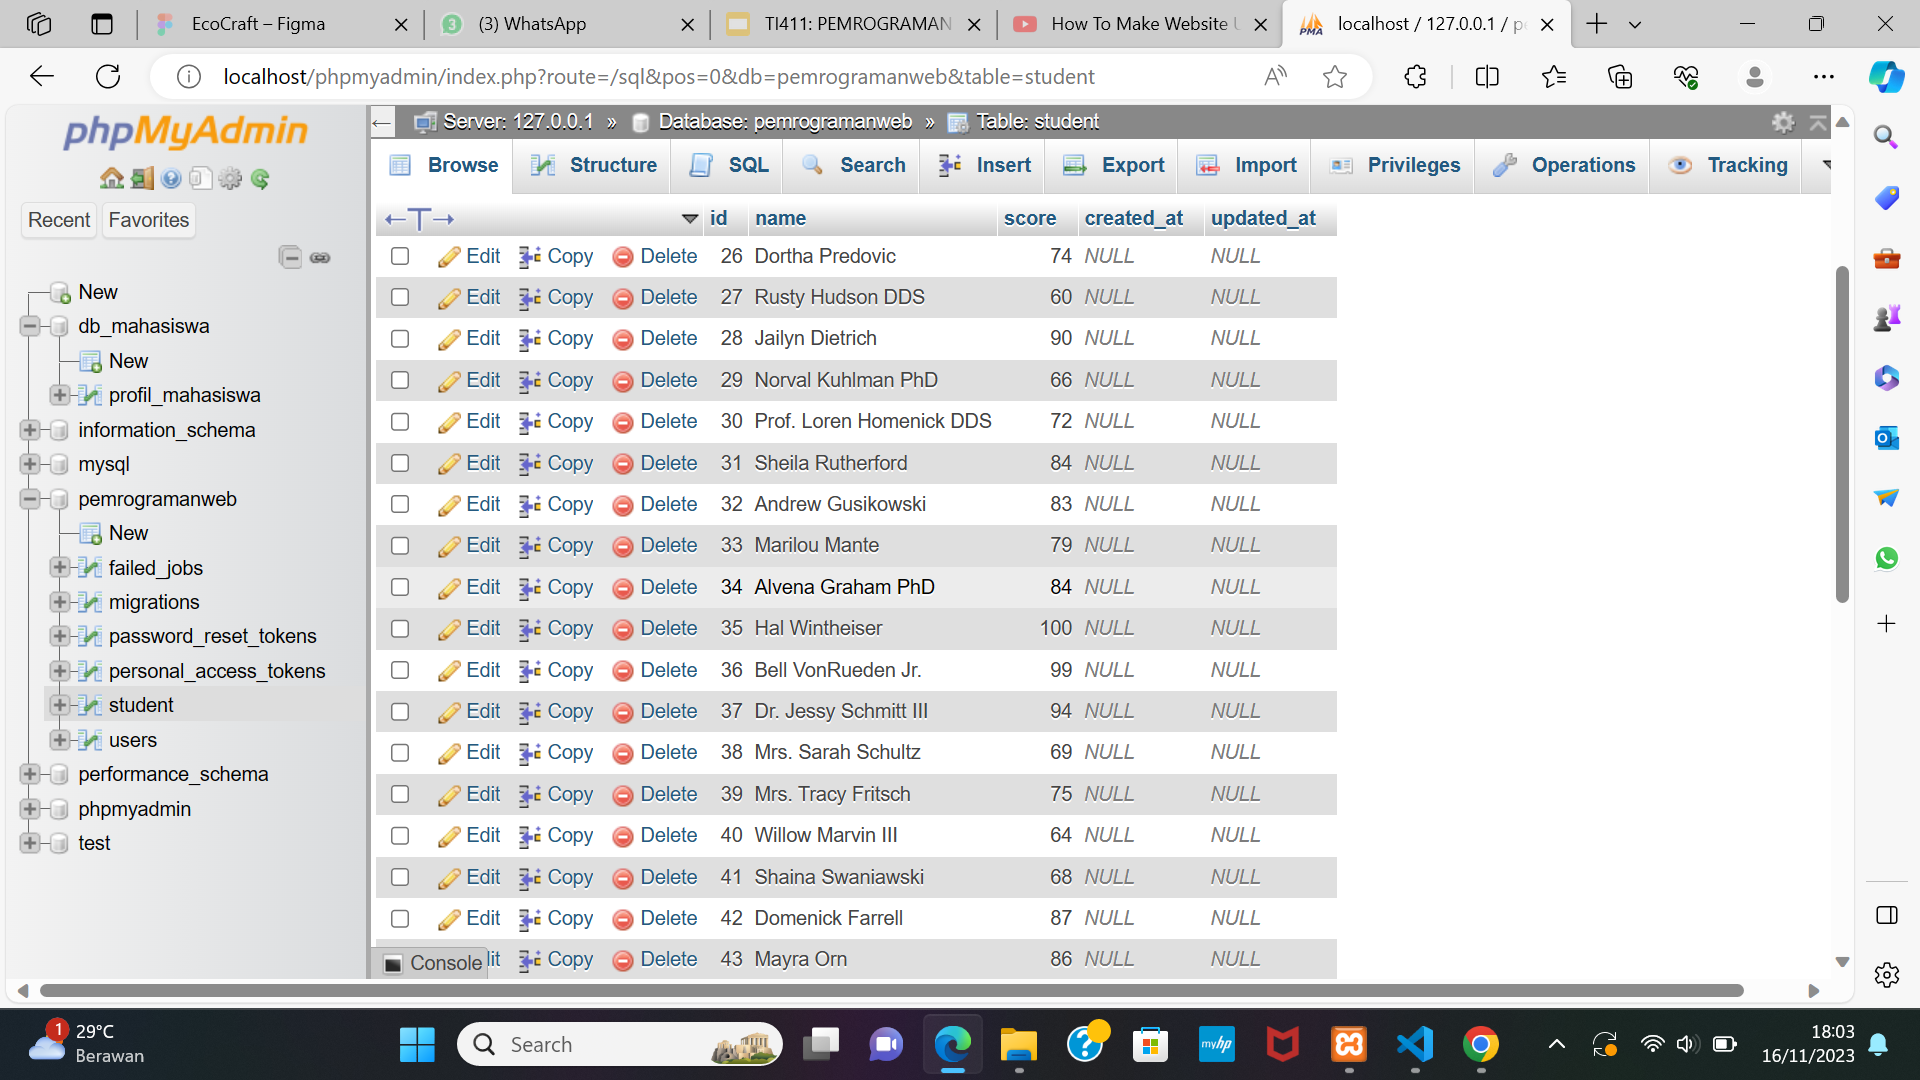 EcoCraft – Figma
(3) WhatsApp
TI411: PEMROGRAMAN
How To Make Website U
localhost / 127.0.0.1 / pe
localhost/phpmyadmin/index.php?route=/sql&pos=0&db=pemrogramanweb&table=student
phpMyAdmin
Recent Favorites
New
db_mahasiswa
New
profil_mahasiswa
information_schema
mysql
pemrogramanweb
New
failed_jobs
migrations
password_reset_tokens
personal_access_tokens
student
users
performance_schema
phpmyadmin
test
Server: 127.0.0.1 » Database: pemrogramanweb » Table: student
Browse Structure SQL Search Insert Export Import Privileges Operations Tracking
id name score created_at updated_at
Edit Copy Delete 26 Dortha Predovic 74 NULL NULL
Edit Copy Delete 27 Rusty Hudson DDS 60 NULL NULL
Edit Copy Delete 28 Jailyn Dietrich 90 NULL NULL
Edit Copy Delete 29 Norval Kuhlman PhD 66 NULL NULL
Edit Copy Delete 30 Prof. Loren Homenick DDS 72 NULL NULL
Edit Copy Delete 31 Sheila Rutherford 84 NULL NULL
Edit Copy Delete 32 Andrew Gusikowski 83 NULL NULL
Edit Copy Delete 33 Marilou Mante 79 NULL NULL
Edit Copy Delete 34 Alvena Graham PhD 84 NULL NULL
Edit Copy Delete 35 Hal Wintheiser 100 NULL NULL
Edit Copy Delete 36 Bell VonRueden Jr. 99 NULL NULL
Edit Copy Delete 37 Dr. Jessy Schmitt III 94 NULL NULL
Edit Copy Delete 38 Mrs. Sarah Schultz 69 NULL NULL
Edit Copy Delete 39 Mrs. Tracy Fritsch 75 NULL NULL
Edit Copy Delete 40 Willow Marvin III 64 NULL NULL
Edit Copy Delete 41 Shaina Swaniawski 68 NULL NULL
Edit Copy Delete 42 Domenick Farrell 87 NULL NULL
Console lit Copy Delete 43 Mayra Orn 86 NULL NULL
1
29°C
Berawan
Search
myhp
18:03
16/11/2023